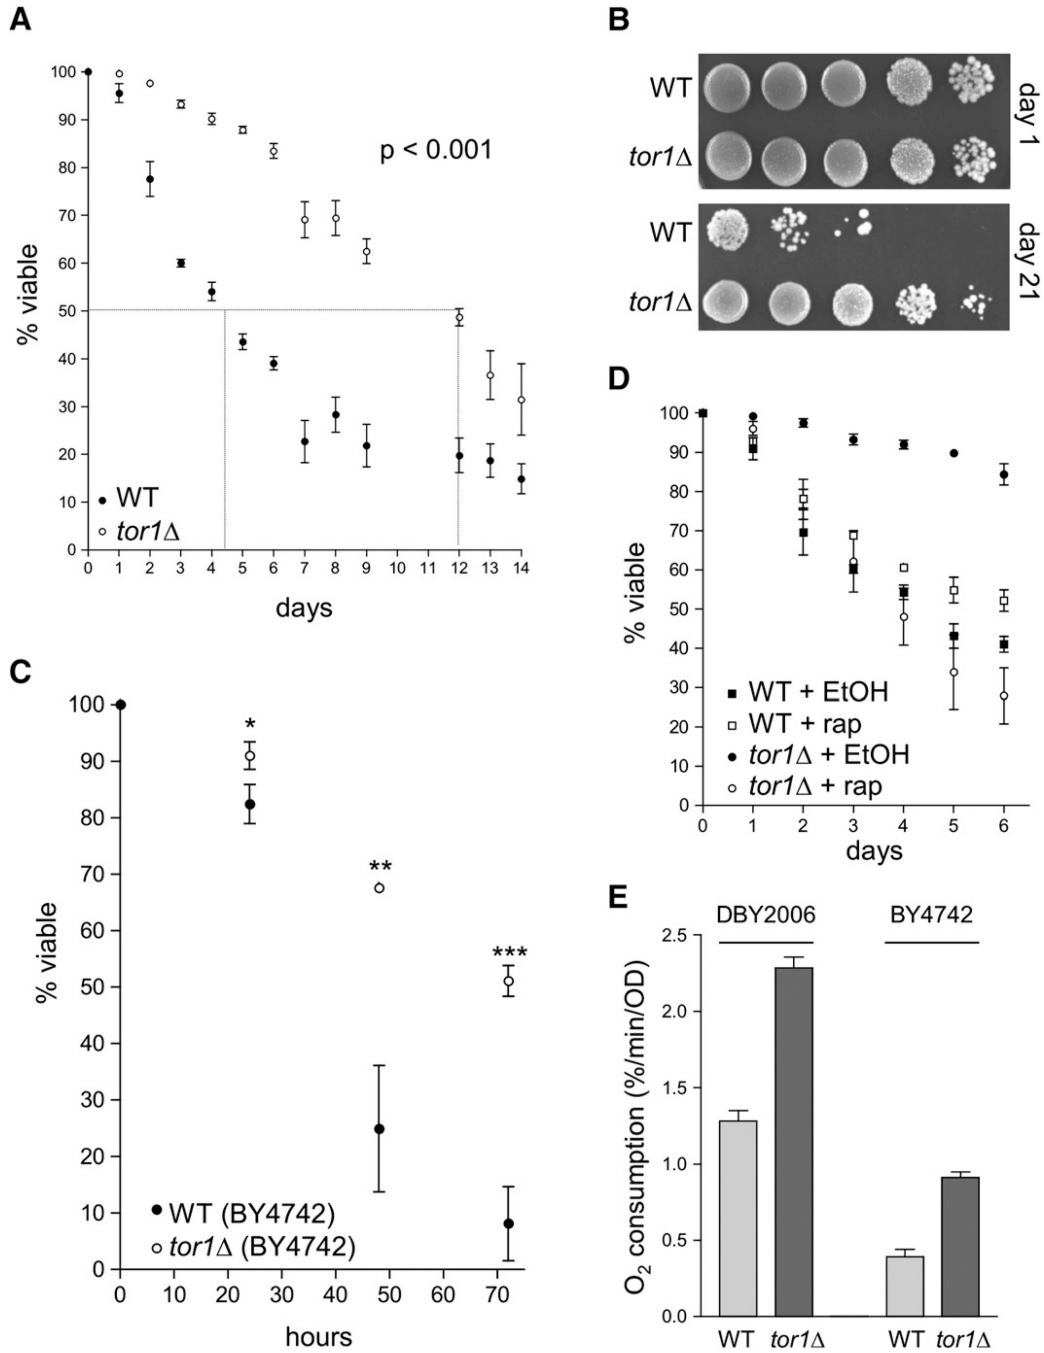 A
100
90
80
70
60
50
40
30
20
10
0
% viable
p < 0.001
WT
tor1Δ
0 1 2 3 4 5 6 7 8 9 10 11 12 13 14
days
B
WT
tor1Δ
day 1
WT
tor1Δ
day 21
C
100
90
80
70
60
50
40
30
20
10
0
% viable
*
**
***
WT (BY4742)
tor1Δ (BY4742)
0 10 20 30 40 50 60 70
hours
D
100
90
80
70
60
50
40
30
20
10
0
% viable
WT + EtOH
WT + rap
tor1Δ + EtOH
tor1Δ + rap
0 1 2 3 4 5 6
days
E
DBY2006 BY4742
2.5
2.0
1.5
1.0
0.5
0.0
O₂ consumption (%/min/OD)
WT tor1Δ WT tor1Δ